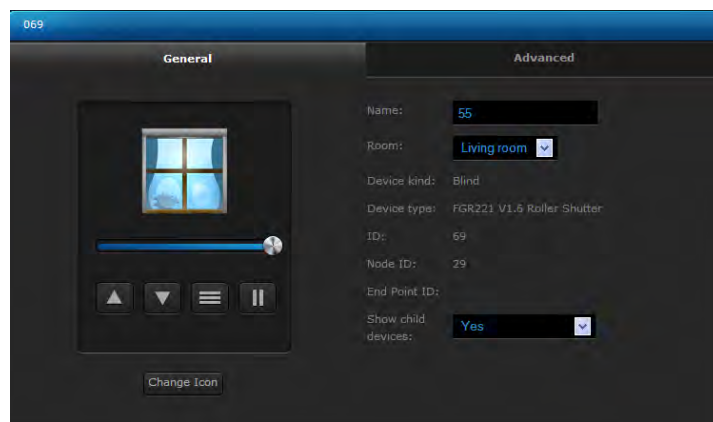 069
General
Advanced
Name: 55
Room: Living room
Device kind: Blind
Device type: FGR221 V1.6 Roller Shutter
ID: 69
Node ID: 29
End Point ID:
Show child devices: Yes
Change Icon